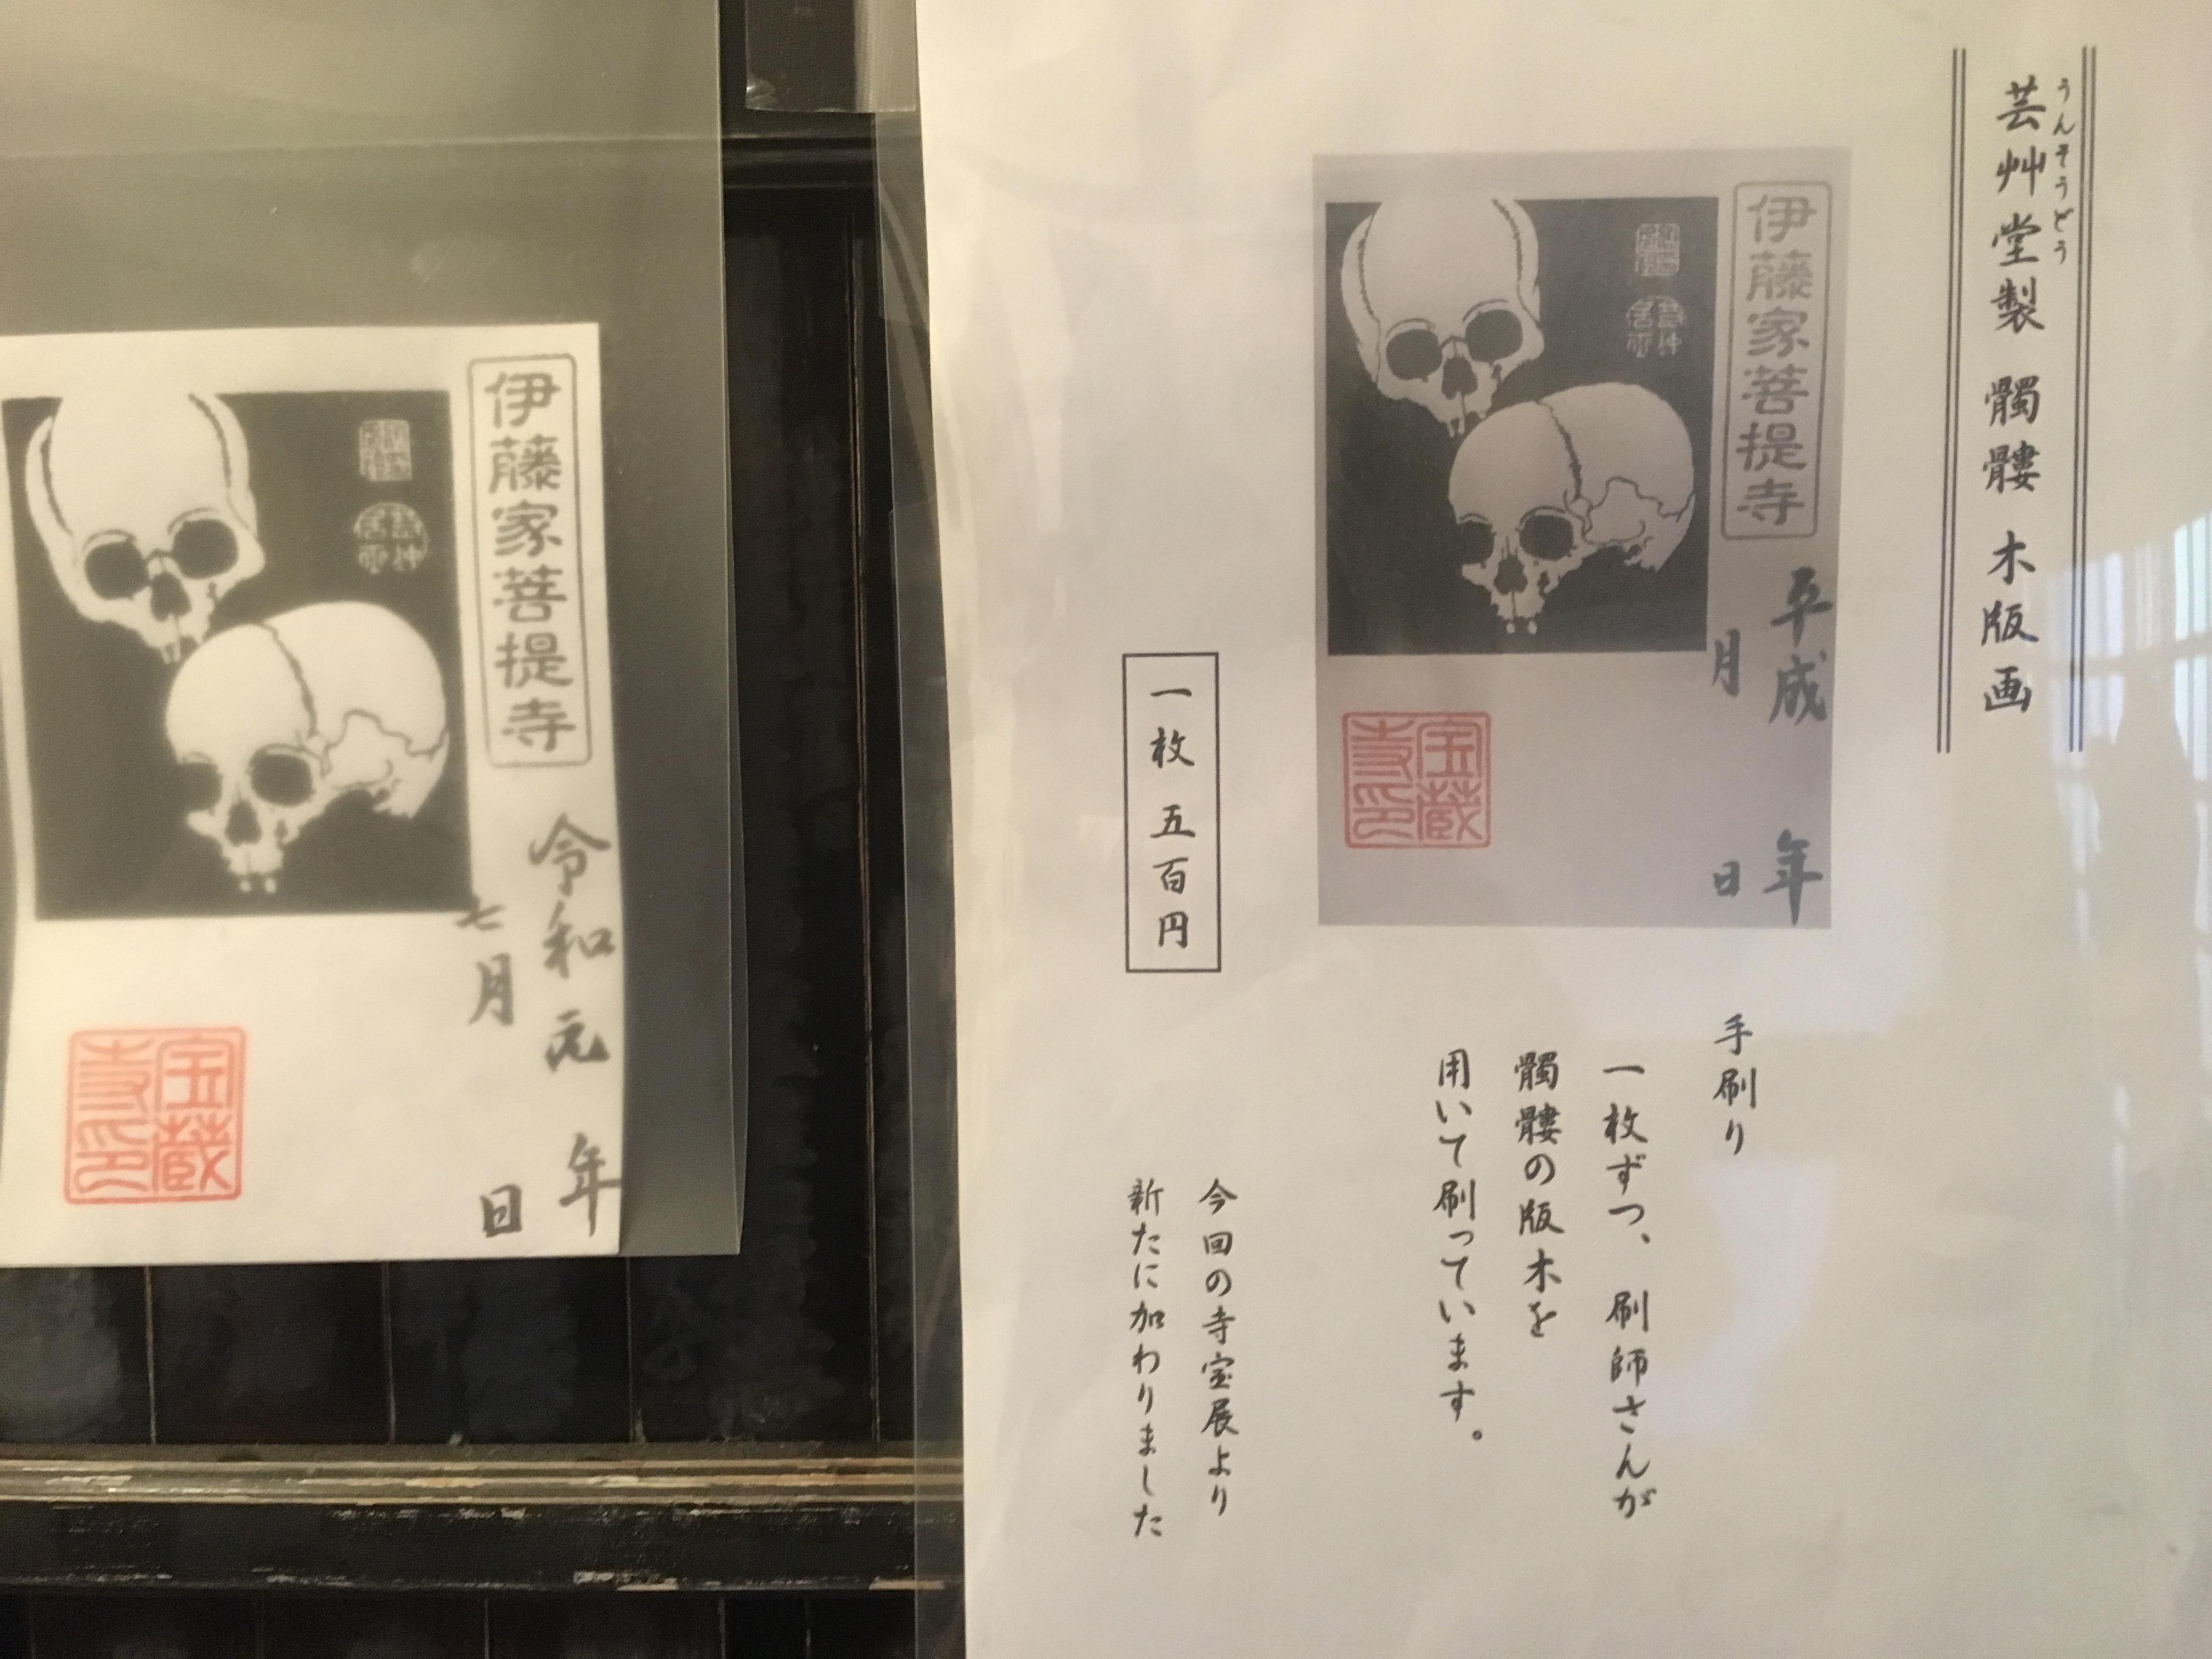 うんそうどう
芸艸堂製 髑髏 木版画
伊藤家菩提寺
平成 年
月 日
宝蔵
寺印
手刷り
一枚ずつ、刷師さんが
髑髏の版木を
用いて刷っています。
一枚 五百円
今回の寺宝展より
新たに加わりました
伊藤家菩提寺
令和元 年
七月 日
宝蔵
寺印